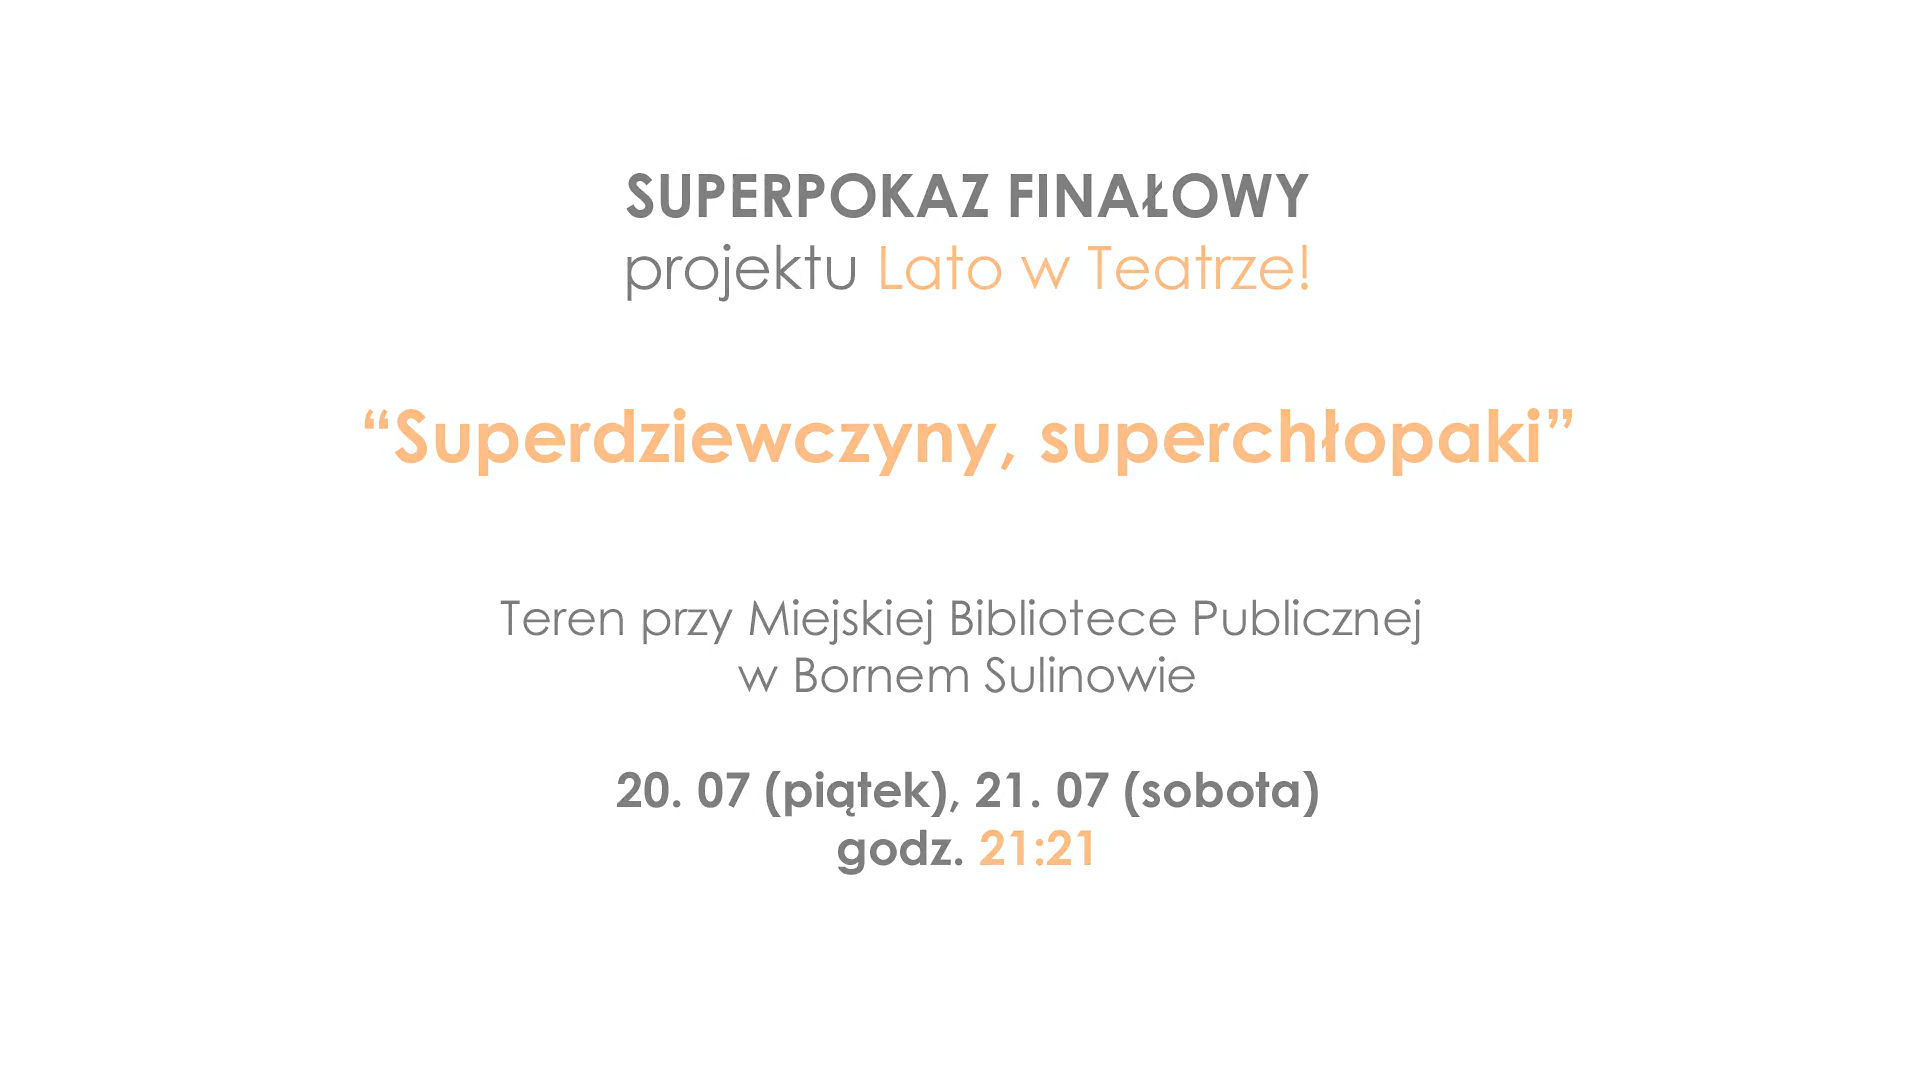 SUPERPOKAZ FINAŁOWY
projektu Lato w Teatrze!
“Superdziewczyny, superchłopaki”
Teren przy Miejskiej Bibliotece Publicznej
w Bornem Sulinowie
20. 07 (piątek), 21. 07 (sobota)
godz. 21:21